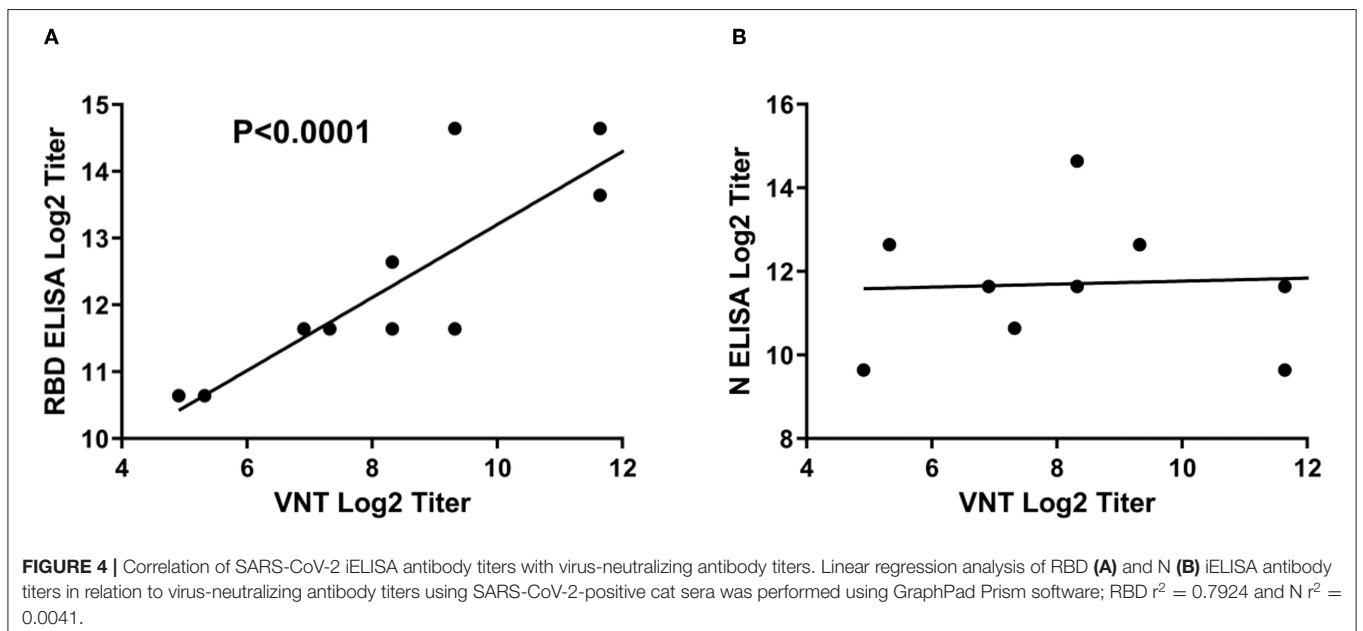 A
B
P<0.0001
15
14
13
12
11
10
RBD ELISA Log2 Titer
4 6 8 10 12
VNT Log2 Titer
16
14
12
10
8
N ELISA Log2 Titer
4 6 8 10 12
VNT Log2 Titer
FIGURE 4 | Correlation of SARS-CoV-2 iELISA antibody titers with virus-neutralizing antibody titers. Linear regression analysis of RBD (A) and N (B) iELISA antibody
titers in relation to virus-neutralizing antibody titers using SARS-CoV-2-positive cat sera was performed using GraphPad Prism software; RBD r² = 0.7924 and N r² =
0.0041.